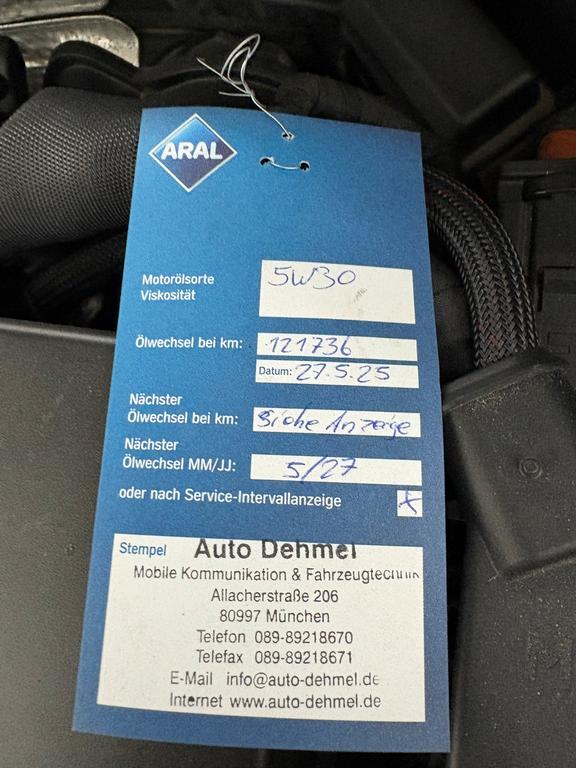 ARAL
Motorölsorte
Viskosität
5W30
Ölwechsel bei km: 121736
Datum: 27.5.25
Nächster
Ölwechsel bei km: Siehe Anzeige
Nächster
Ölwechsel MM/JJ: 5/27
oder nach Service-Intervallanzeige X
Stempel Auto Dehmel
Mobile Kommunikation & Fahrzeugtechnik
Allacherstraße 206
80997 München
Telefon 089-89218670
Telefax 089-89218671
E-Mail info@auto-dehmel.de
Internet www.auto-dehmel.de